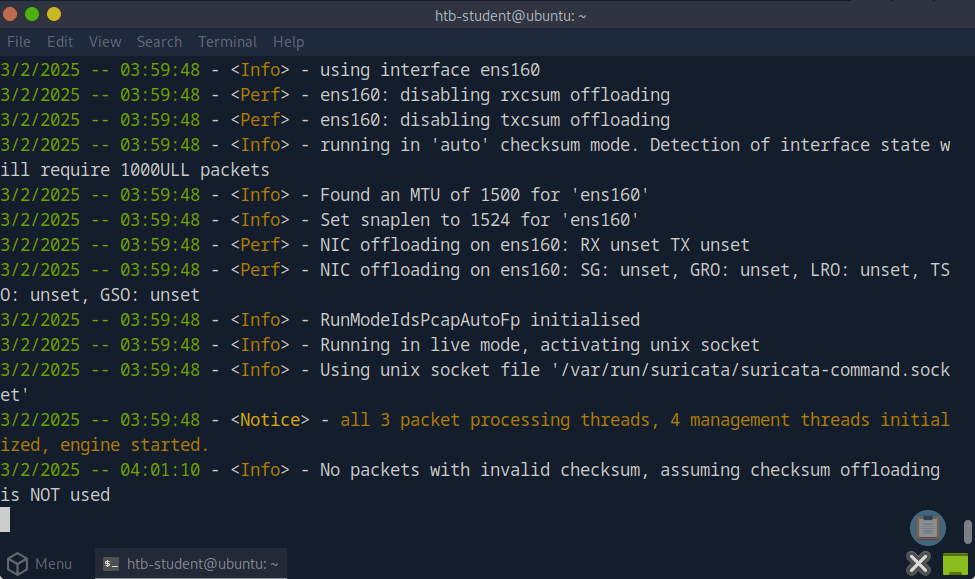 htb-student@ubuntu: ~
File Edit View Search Terminal Help
3/2/2025 -- 03:59:48 - <Info> - using interface ens160
3/2/2025 -- 03:59:48 - <Perf> - ens160: disabling rxcsum offloading
3/2/2025 -- 03:59:48 - <Perf> - ens160: disabling txcsum offloading
3/2/2025 -- 03:59:48 - <Info> - running in 'auto' checksum mode. Detection of interface state w
ill require 1000ULL packets
3/2/2025 -- 03:59:48 - <Info> - Found an MTU of 1500 for 'ens160'
3/2/2025 -- 03:59:48 - <Info> - Set snaplen to 1524 for 'ens160'
3/2/2025 -- 03:59:48 - <Perf> - NIC offloading on ens160: RX unset TX unset
3/2/2025 -- 03:59:48 - <Perf> - NIC offloading on ens160: SG: unset, GRO: unset, LRO: unset, TS
O: unset, GSO: unset
3/2/2025 -- 03:59:48 - <Info> - RunModeIdsPcapAutoFp initialised
3/2/2025 -- 03:59:48 - <Info> - Running in live mode, activating unix socket
3/2/2025 -- 03:59:48 - <Info> - Using unix socket file '/var/run/suricata/suricata-command.sock
et'
3/2/2025 -- 03:59:48 - <Notice> - all 3 packet processing threads, 4 management threads initial
ized, engine started.
3/2/2025 -- 04:01:10 - <Info> - No packets with invalid checksum, assuming checksum offloading
is NOT used
Menu
$_ htb-student@ubuntu: ~